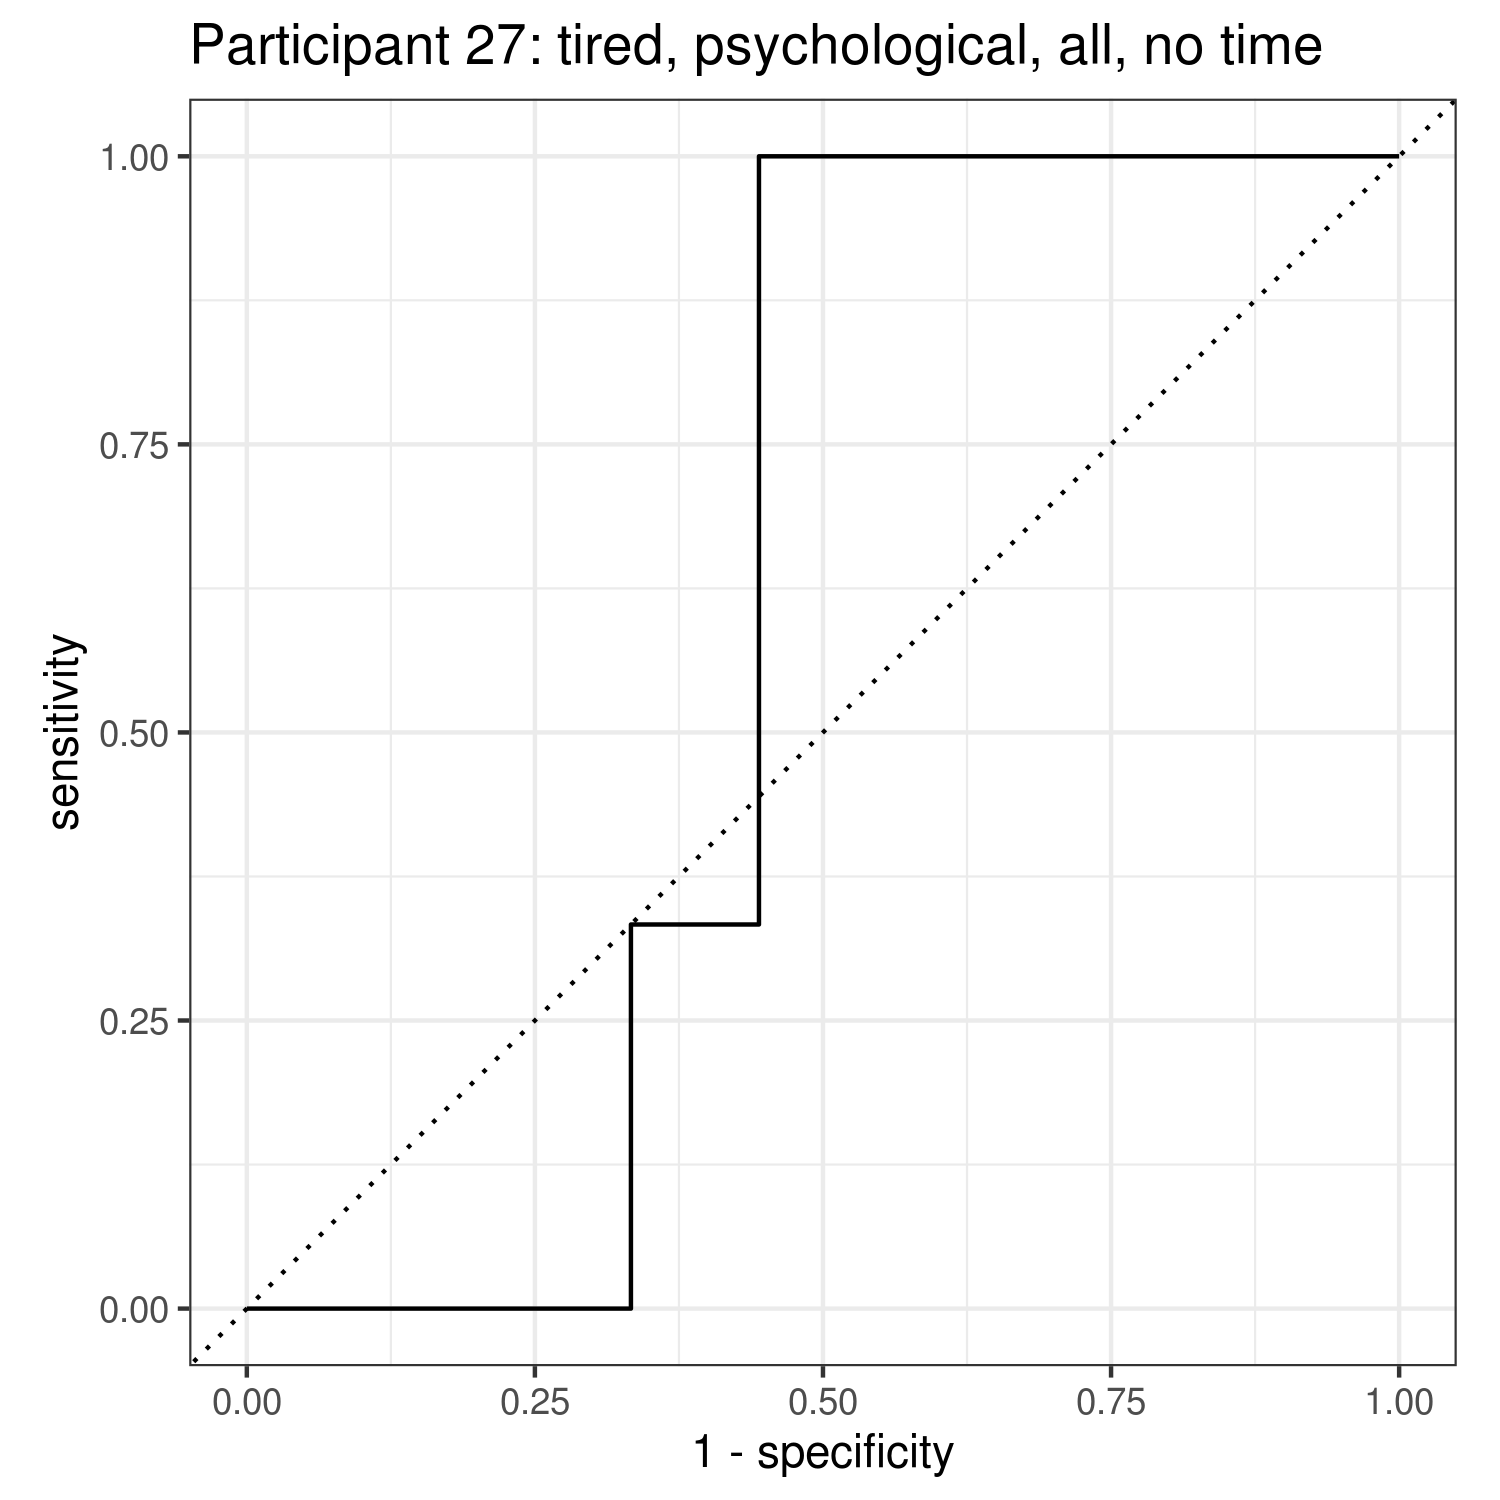 Participant 27: tired, psychological, all, no time
1.00
0.75
0.50
0.25
0.00
sensitivity
0.00 0.25 0.50 0.75 1.00
1 - specificity